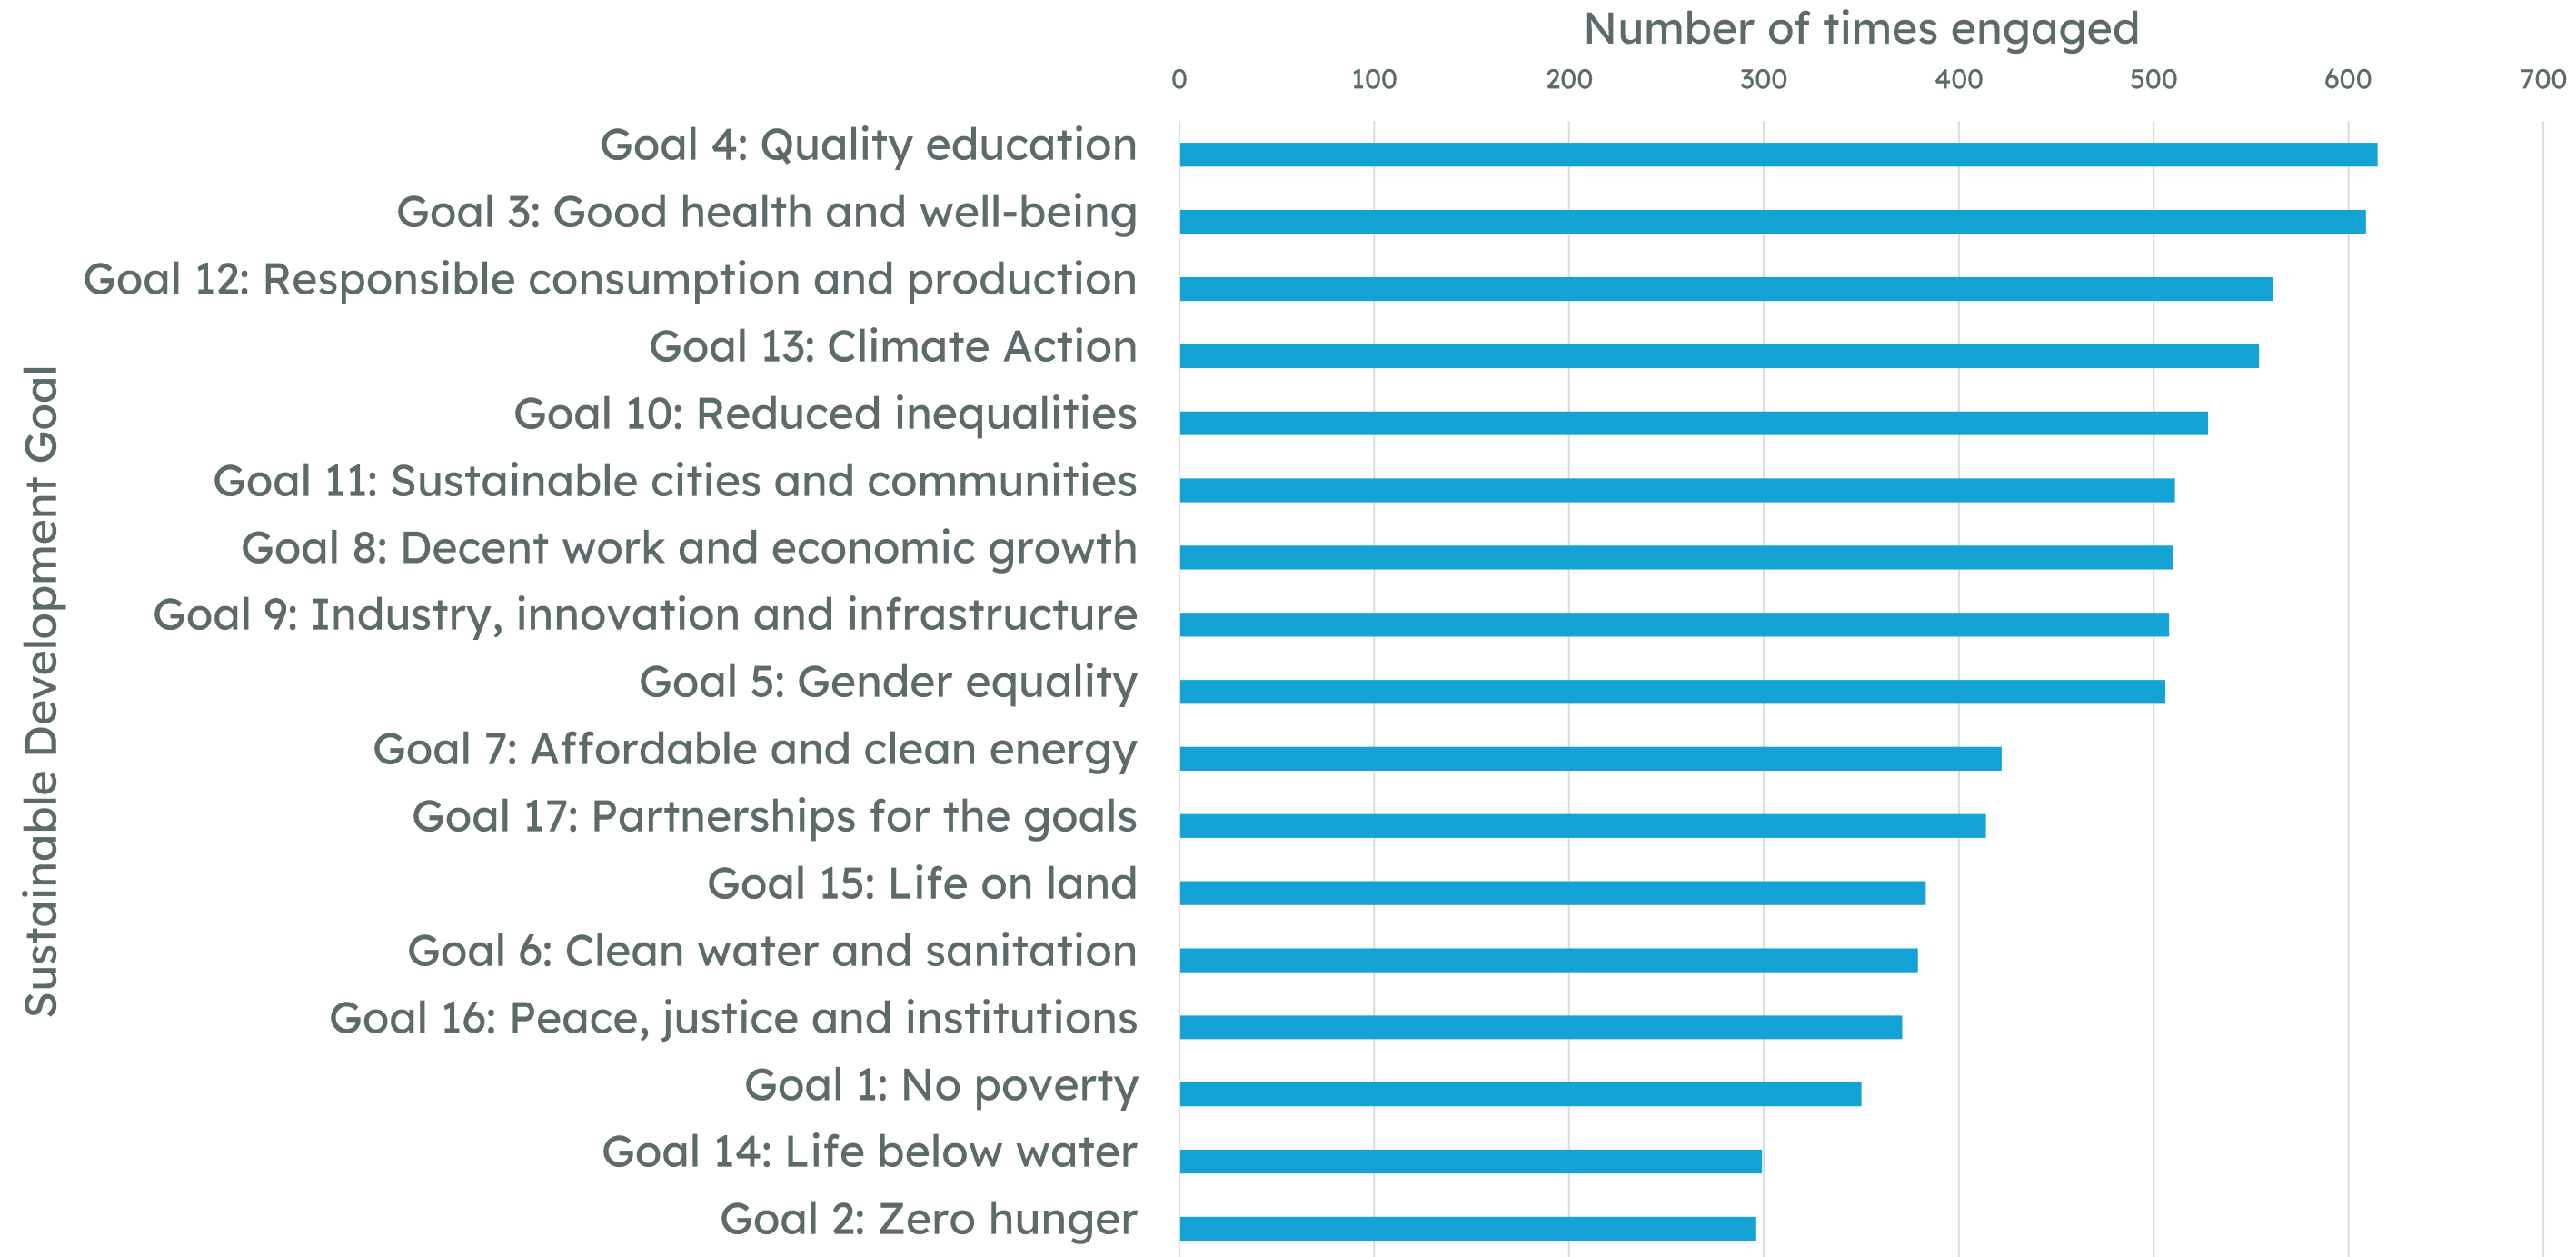 Number of times engaged
0 100 200 300 400 500 600 700
Sustainable Development Goal
Goal 4: Quality education
Goal 3: Good health and well-being
Goal 12: Responsible consumption and production
Goal 13: Climate Action
Goal 10: Reduced inequalities
Goal 11: Sustainable cities and communities
Goal 8: Decent work and economic growth
Goal 9: Industry, innovation and infrastructure
Goal 5: Gender equality
Goal 7: Affordable and clean energy
Goal 17: Partnerships for the goals
Goal 15: Life on land
Goal 6: Clean water and sanitation
Goal 16: Peace, justice and institutions
Goal 1: No poverty
Goal 14: Life below water
Goal 2: Zero hunger